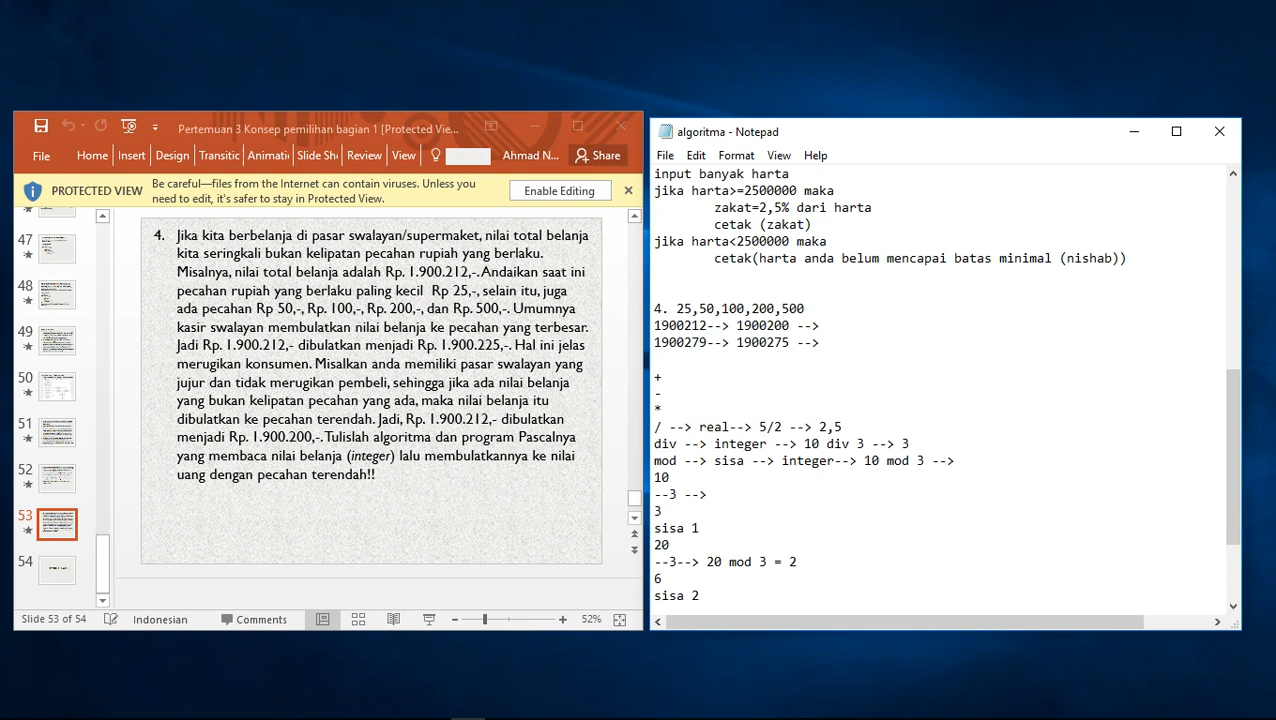 Pertemuan 3 Konsep pemilihan bagian 1 [Protected Vie...
File Home Insert Design Transitic Animati Slide Sh Review View Ahmad N... Share
PROTECTED VIEW Be careful—files from the Internet can contain viruses. Unless you
need to edit, it's safer to stay in Protected View.
Enable Editing
47
48
49
50
51
52
53
54
4. Jika kita berbelanja di pasar swalayan/supermaket, nilai total belanja
kita seringkali bukan kelipatan pecahan rupiah yang berlaku.
Misalnya, nilai total belanja adalah Rp. 1.900.212,-. Andaikan saat ini
pecahan rupiah yang berlaku paling kecil Rp 25,-, selain itu, juga
ada pecahan Rp 50,-, Rp. 100,-, Rp. 200,-, dan Rp. 500,-. Umumnya
kasir swalayan membulatkan nilai belanja ke pecahan yang terbesar.
Jadi Rp. 1.900.212,- dibulatkan menjadi Rp. 1.900.225,-. Hal ini jelas
merugikan konsumen. Misalkan anda memiliki pasar swalayan yang
jujur dan tidak merugikan pembeli, sehingga jika ada nilai belanja
yang bukan kelipatan pecahan yang ada, maka nilai belanja itu
dibulatkan ke pecahan terendah. Jadi, Rp. 1.900.212,- dibulatkan
menjadi Rp. 1.900.200,-. Tulislah algoritma dan program Pascalnya
yang membaca nilai belanja (integer) lalu membulatkannya ke nilai
uang dengan pecahan terendah!!
Slide 53 of 54 Indonesian Comments 52%
algoritma - Notepad
File Edit Format View Help
input banyak harta
jika harta>=2500000 maka
zakat=2,5% dari harta
cetak (zakat)
jika harta<2500000 maka
cetak(harta anda belum mencapai batas minimal (nishab))
4. 25,50,100,200,500
1900212--> 1900200 -->
1900279--> 1900275 -->
+
-
*
/ --> real--> 5/2 --> 2,5
div --> integer --> 10 div 3 --> 3
mod --> sisa --> integer--> 10 mod 3 -->
10
--3 -->
3
sisa 1
20
--3--> 20 mod 3 = 2
6
sisa 2